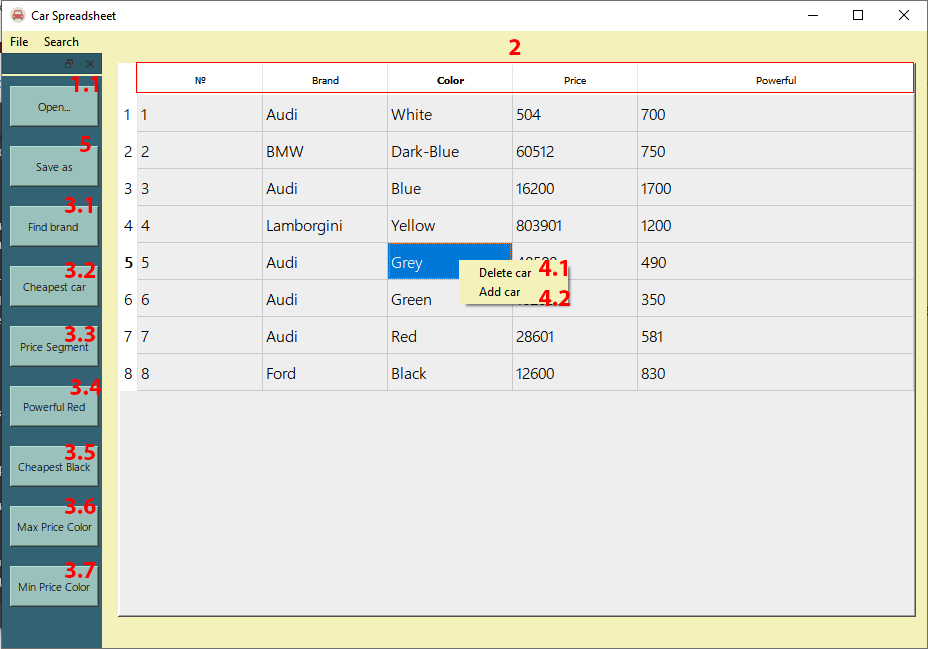 Car Spreadsheet
File Search
2
1.1
Open...
5
Save as
3.1
Find brand
3.2
Cheapest car
3.3
Price Segment
3.4
Powerful Red
3.5
Cheapest Black
3.6
Max Price Color
3.7
Min Price Color
№ Brand Color Price Powerful
1 1 Audi White 504 700
2 2 BMW Dark-Blue 60512 750
3 3 Audi Blue 16200 1700
4 4 Lamborgini Yellow 803901 1200
5 5 Audi Grey 490
Delete car 4.1
Add car 4.2
6 6 Audi Green 350
7 7 Audi Red 28601 581
8 8 Ford Black 12600 830